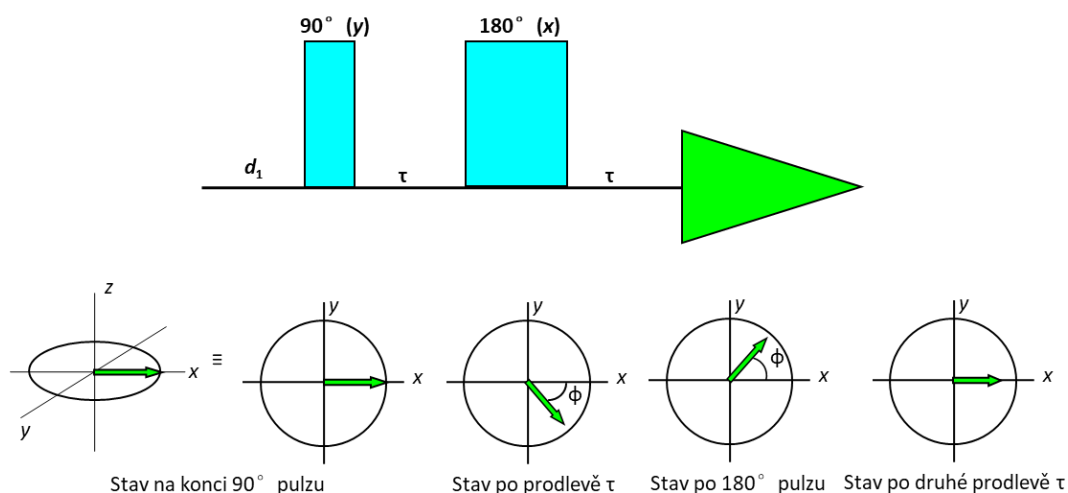 90° (y) 180° (x)
d1 τ τ
z
y y y y
x ≡ x ϕ x ϕ x x
y
Stav na konci 90° pulzu Stav po prodlevě τ Stav po 180° pulzu Stav po druhé prodlevě τ